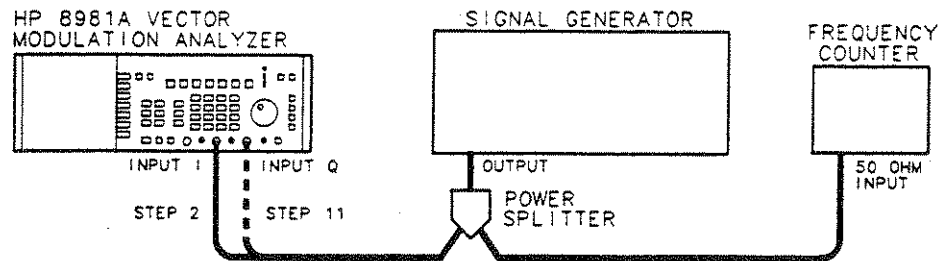 HP 8981A VECTOR
MODULATION ANALYZER
SIGNAL GENERATOR
FREQUENCY
COUNTER
INPUT I
INPUT Q
OUTPUT
50 OHM
INPUT
STEP 2
STEP 11
POWER
SPLITTER